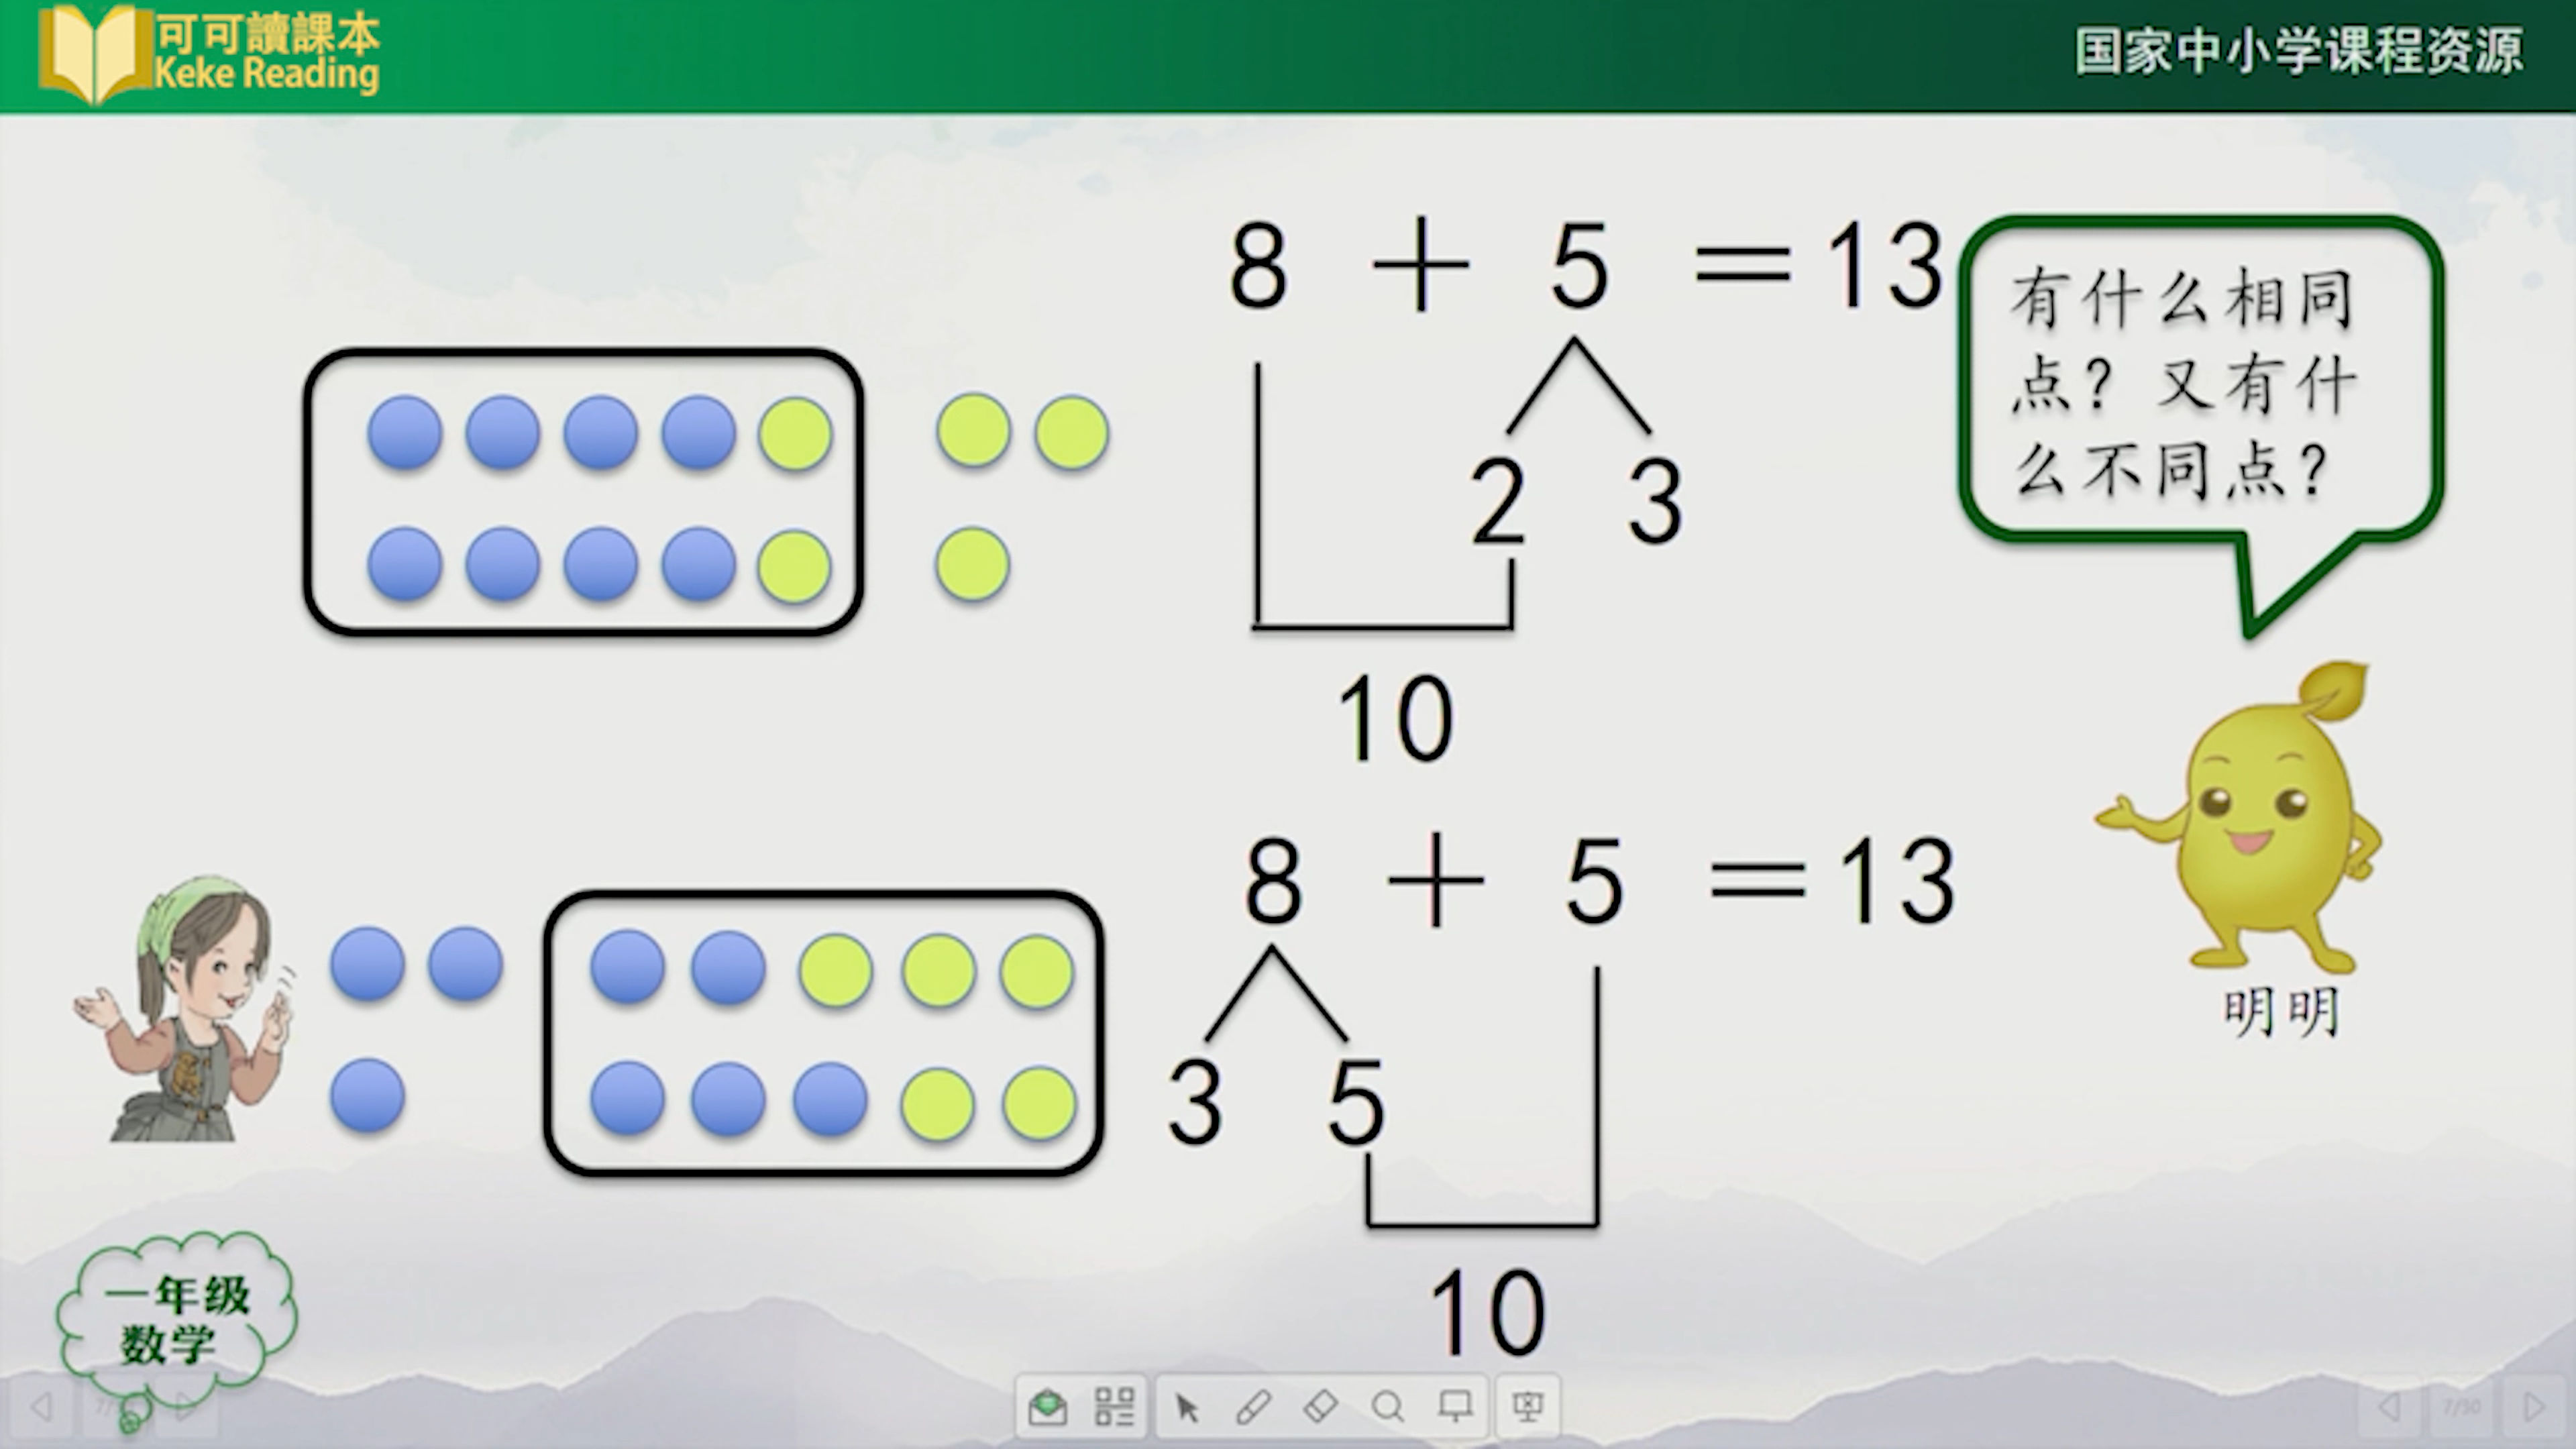 可可讀課本
Keke Reading
国家中小学课程资源
8 + 5 = 13
2 3
10
有什么相同
点？又有什
么不同点？
8 + 5 = 13
3 5
10
明明
一年级
数学
7/30